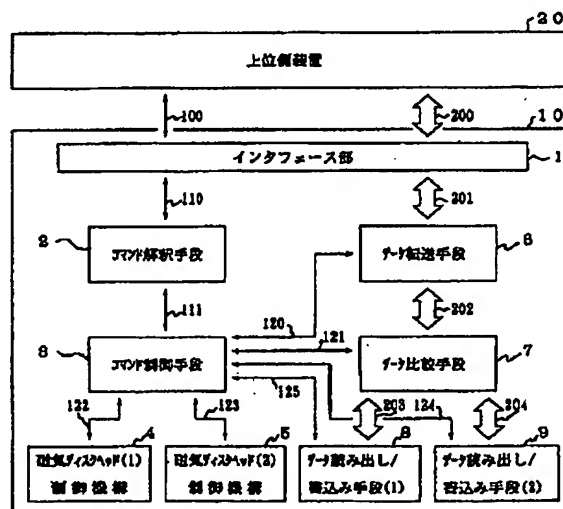 20
上位側装置
100
200
10
インタフェース部
1
110
201
2
コマンド解釈手段
データ転送手段
6
111
120
202
コマンド制御手段
121
データ比較手段
7
125
122
123
203
124
204
4
5
8
9
磁気ディスクヘッド(1)
制御機構
磁気ディスクヘッド(2)
制御機構
データ読み出し/
書込み手段(1)
データ読み出し/
書込み手段(2)